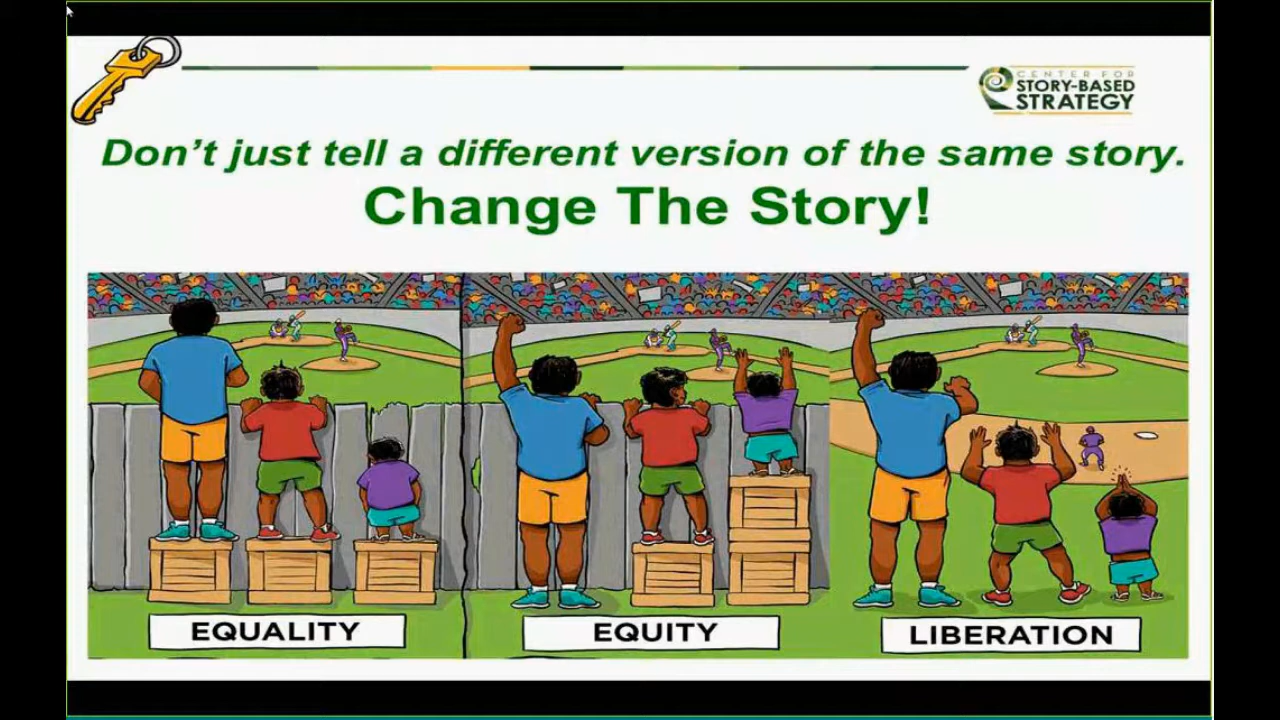 CENTER FOR
STORY-BASED
STRATEGY
Don't just tell a different version of the same story.
Change The Story!
EQUALITY
EQUITY
LIBERATION